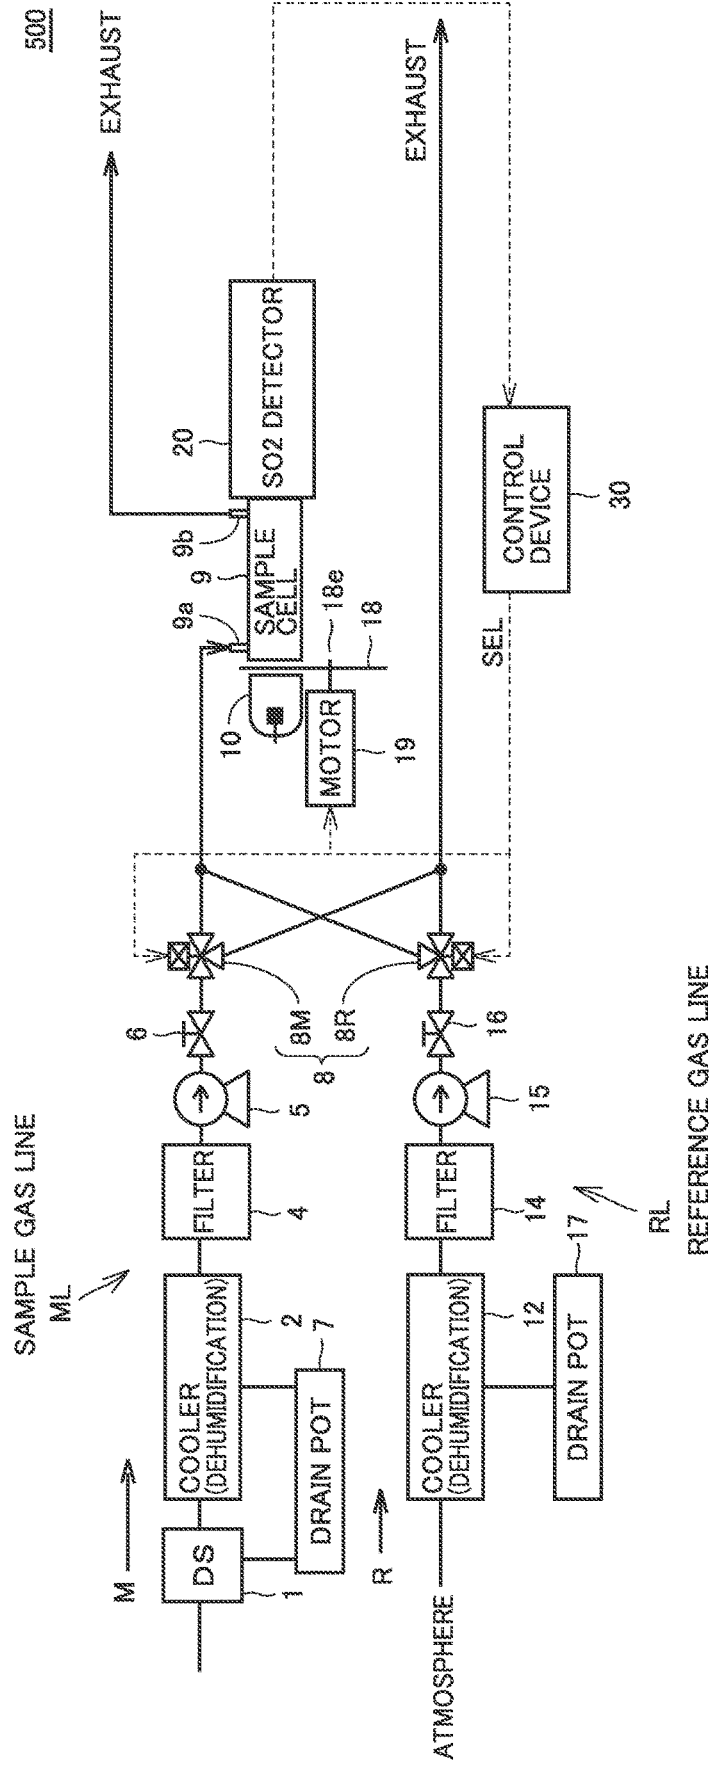 500
EXHAUST
EXHAUST
20
SO2 DETECTOR
9b
9
9a
SAMPLE
CELL
18e
18
10
MOTOR
19
CONTROL
DEVICE
30
SEL
SAMPLE GAS LINE
ML
M
DS
1
COOLER
(DEHUMIDIFICATION)
2
DRAIN POT
7
FILTER
4
5
6
8M
8R
8
R
ATMOSPHERE
COOLER
(DEHUMIDIFICATION)
12
DRAIN POT
17
FILTER
14
15
16
RL
REFERENCE GAS LINE